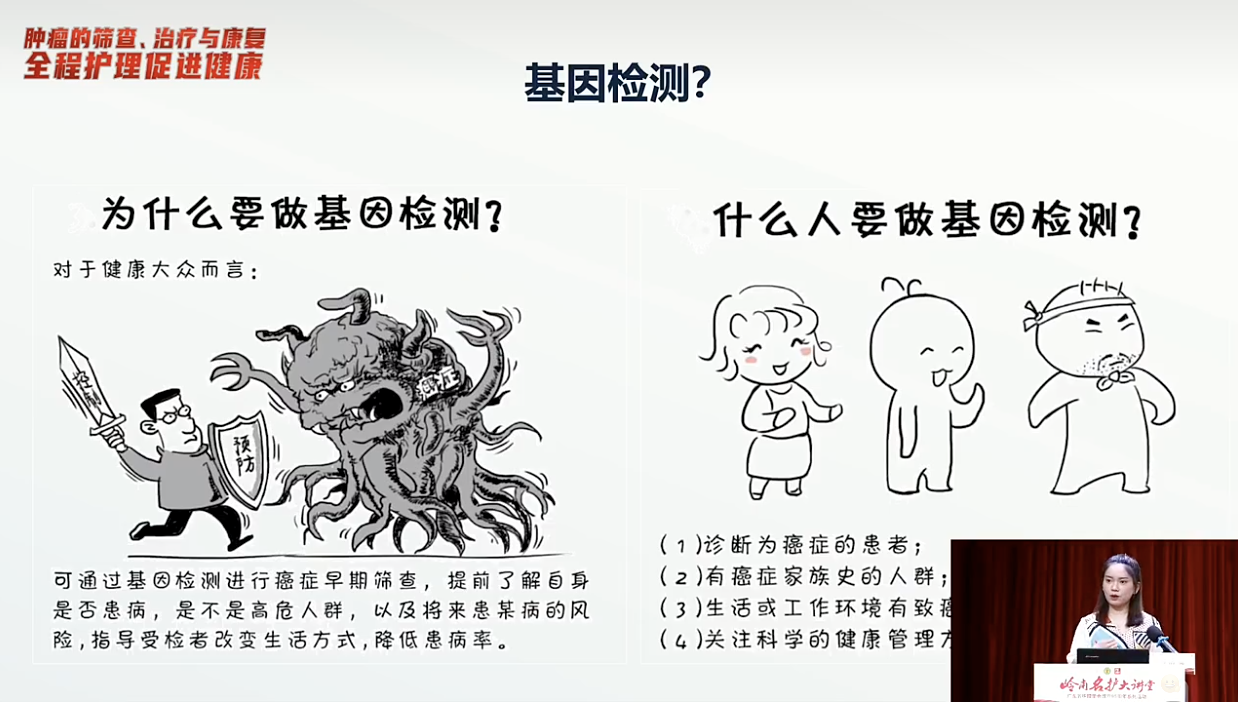 肿瘤的筛查、治疗与康复
全程护理促进健康
基因检测?
为什么要做基因检测?
对于健康大众而言:
控制
预防
癌症
可通过基因检测进行癌症早期筛查，提前了解自身
是否患病，是不是高危人群，以及将来患某病的风
险,指导受检者改变生活方式,降低患病率。
什么人要做基因检测?
(1)诊断为癌症的患者;
(2)有癌症家族史的人群;
(3)生活或工作环境有致癌
(4)关注科学的健康管理方
岭南名护大讲堂